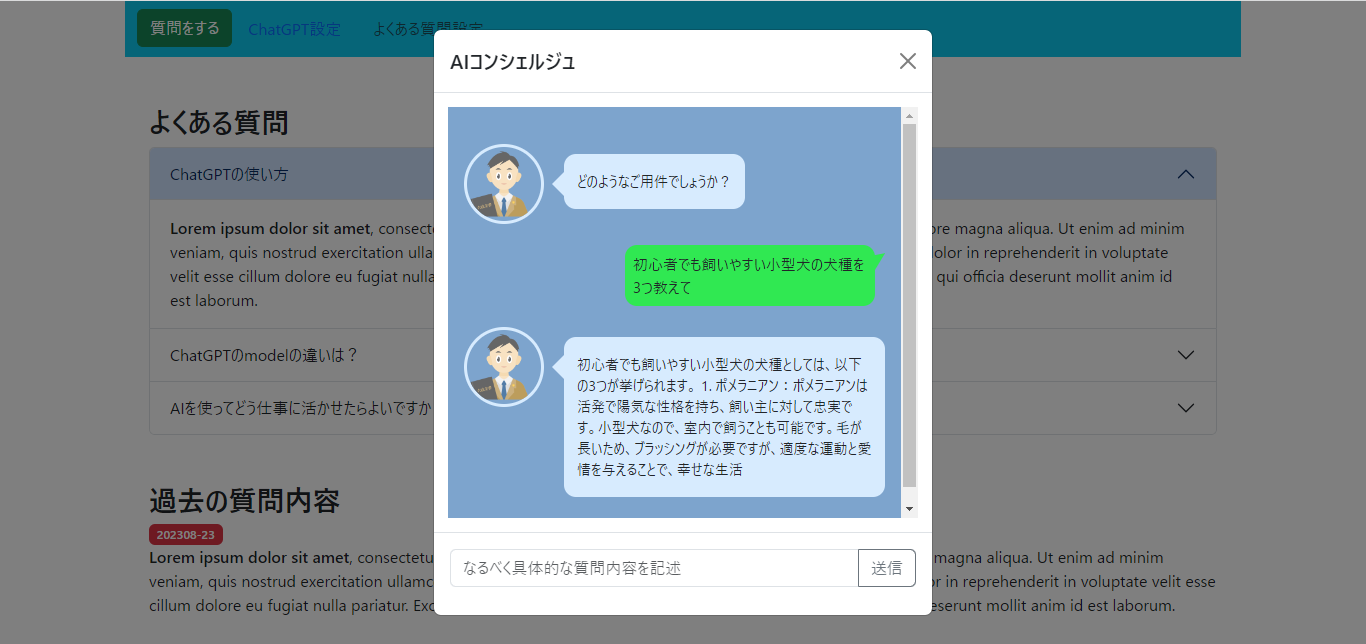 質問をする ChatGPT設定 よくある質問設定
AIコンシェルジュ
よくある質問
ChatGPTの使い方
Lorem ipsum dolor sit amet, consecte
ore magna aliqua. Ut enim ad minim
veniam, quis nostrud exercitation ulla
dolor in reprehenderit in voluptate
velit esse cillum dolore eu fugiat nulla
qui officia deserunt mollit anim id
est laborum.
ChatGPTのmodelの違いは？
AIを使ってどう仕事に活かせたらよいですか
どのようなご用件でしょうか？
初心者でも飼いやすい小型犬の犬種を
3つ教えて
初心者でも飼いやすい小型犬の犬種としては、以下
の3つが挙げられます。 1. ポメラニアン：ポメラニアンは
活発で陽気な性格を持ち、飼い主に対して忠実で
す。小型犬なので、室内で飼うことも可能です。毛が
長いため、ブラッシングが必要ですが、適度な運動と愛
情を与えることで、幸せな生活
なるべく具体的な質問内容を記述
送信
過去の質問内容
202308-23
Lorem ipsum dolor sit amet, consectetu
magna aliqua. Ut enim ad minim
veniam, quis nostrud exercitation ullamc
or in reprehenderit in voluptate velit esse
cillum dolore eu fugiat nulla pariatur. Exc
eserunt mollit anim id est laborum.